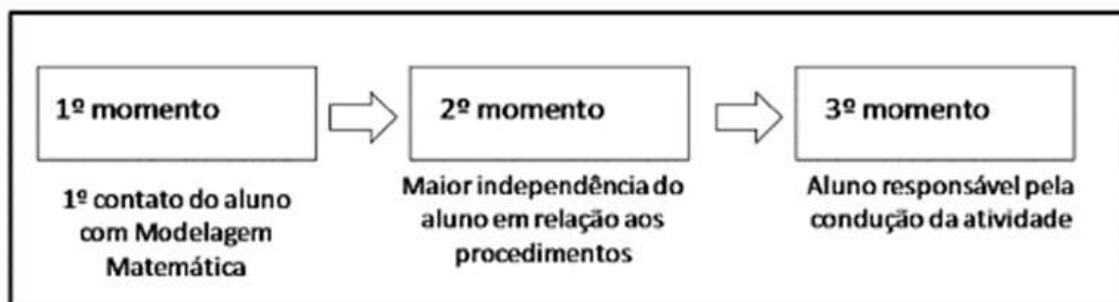 1º momento
2º momento
3º momento
1º contato do aluno
com Modelagem
Matemática
Maior independência do
aluno em relação aos
procedimentos
Aluno responsável pela
condução da atividade